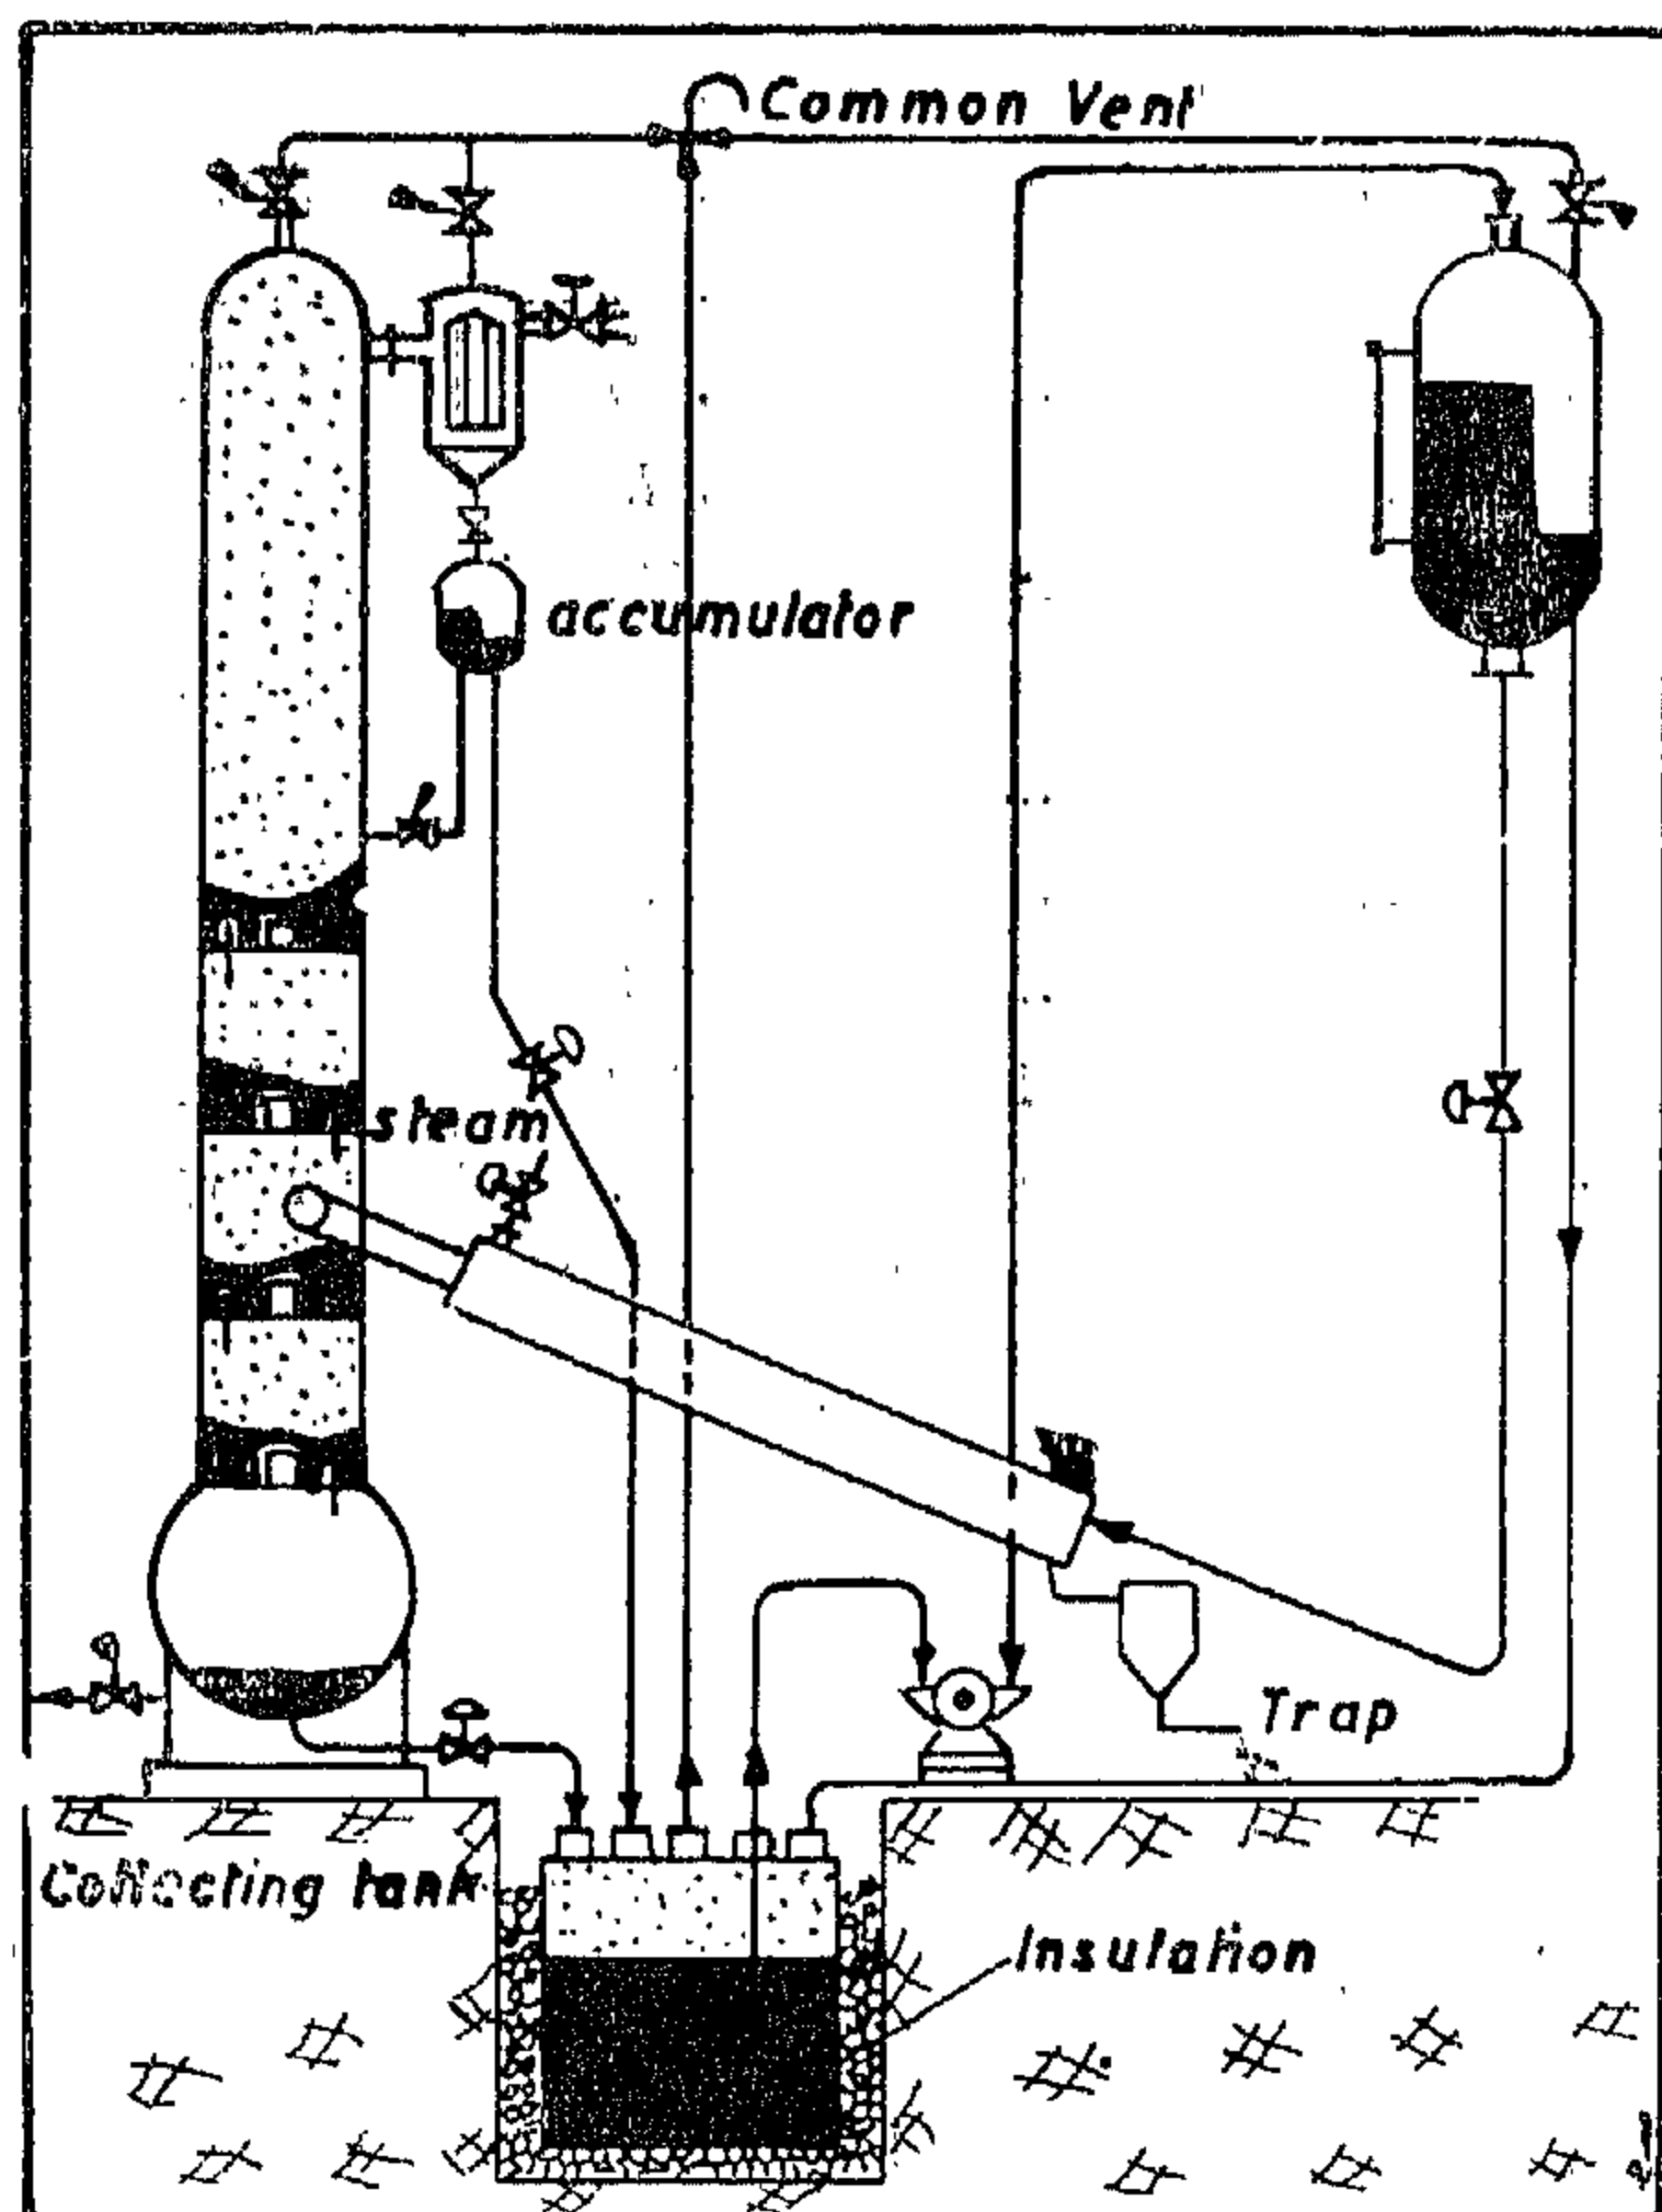 Common Vent
accumulator
steam
Trap
Collecting tank
Insulation